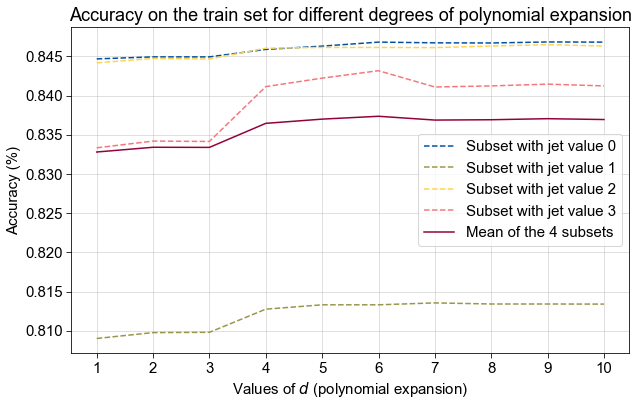 Accuracy on the train set for different degrees of polynomial expansion
0.845
0.840
0.835
0.830
0.825
0.820
0.815
0.810
Accuracy (%)
Subset with jet value 0
Subset with jet value 1
Subset with jet value 2
Subset with jet value 3
Mean of the 4 subsets
1 2 3 4 5 6 7 8 9 10
Values of d (polynomial expansion)